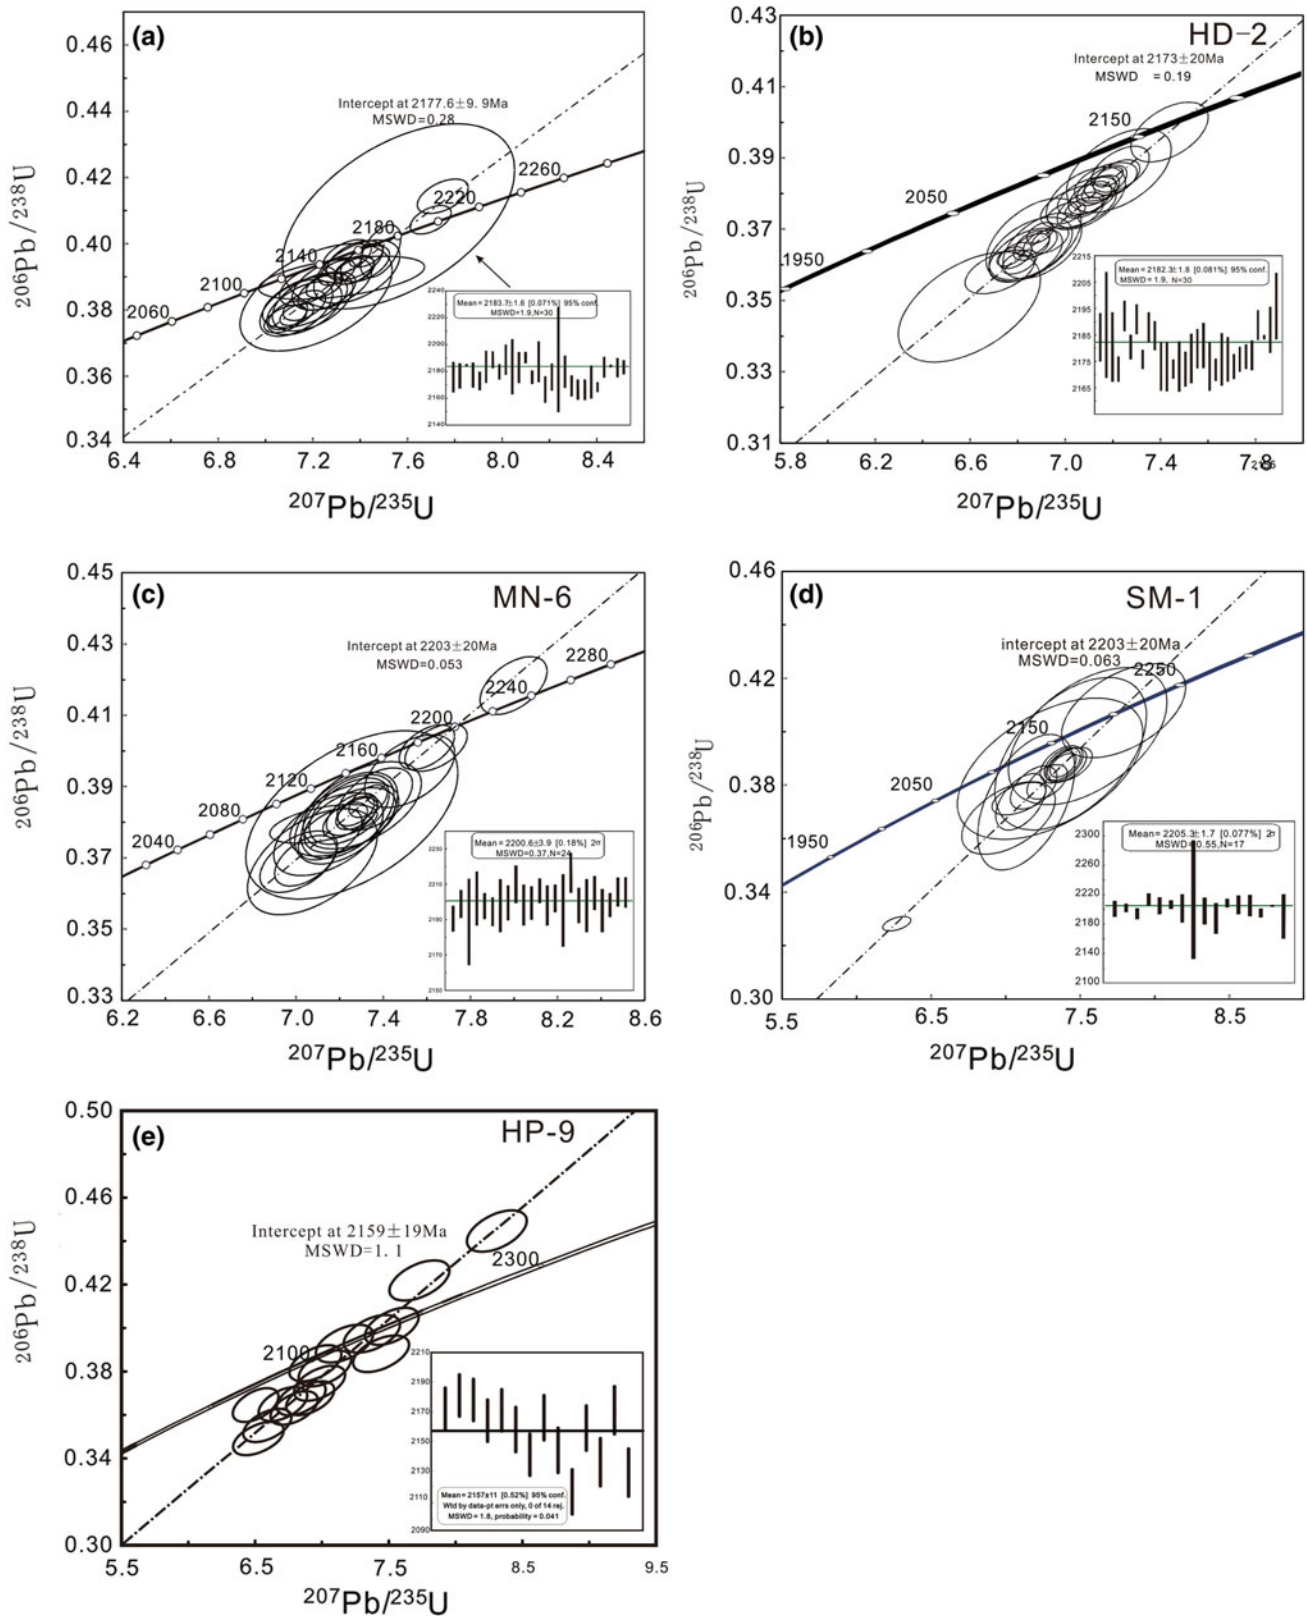 (a)
0.46
0.44
0.42
0.40
0.38
0.36
0.34
206Pb/238U
Intercept at 2177.6±9. 9Ma
MSWD=0.28
2060
2100
2140
2180
2220
2260
2240
2220
2200
2180
2160
2140
Mean=2183.7±1.6 [0.071%] 95% conf.
MSWD=1.9,N=30
6.4
6.8
7.2
7.6
8.0
8.4
207Pb/235U
(b)
HD-2
0.43
0.41
0.39
0.37
0.35
0.33
0.31
206Pb/238U
Intercept at 2173±20Ma
MSWD = 0.19
1950
2050
2150
2215
2205
2195
2185
2175
2165
Mean=2182.3±1.8 [0.081%] 95% conf.
MSWD=1.9, N=30
5.8
6.2
6.6
7.0
7.4
7.8
207Pb/235U
(c)
MN-6
0.45
0.43
0.41
0.39
0.37
0.35
0.33
206Pb/238U
Intercept at 2203±20Ma
MSWD=0.053
2040
2080
2120
2160
2200
2240
2280
2230
2210
2190
2170
2150
Mean=2200.6±3.9 [0.18%] 2σ
MSWD=0.37,N=24
6.2
6.6
7.0
7.4
7.8
8.2
8.6
207Pb/235U
(d)
SM-1
0.46
0.42
0.38
0.34
0.30
206Pb/238U
intercept at 2203±20Ma
MSWD=0.063
1950
2050
2150
2250
2300
2260
2220
2180
2140
2100
Mean=2205.3±1.7 [0.077%] 2σ
MSWD=0.55,N=17
5.5
6.5
7.5
8.5
207Pb/235U
(e)
HP-9
0.50
0.46
0.42
0.38
0.34
0.30
206Pb/238U
Intercept at 2159±19Ma
MSWD=1. 1
2100
2300
2210
2190
2170
2150
2130
2110
2090
Mean=2157±11 [0.52%] 95% conf.
Wtd by data-pt errs only, 0 of 14 rej.
MSWD = 1.8, probability = 0.041
5.5
6.5
7.5
8.5
9.5
207Pb/235U